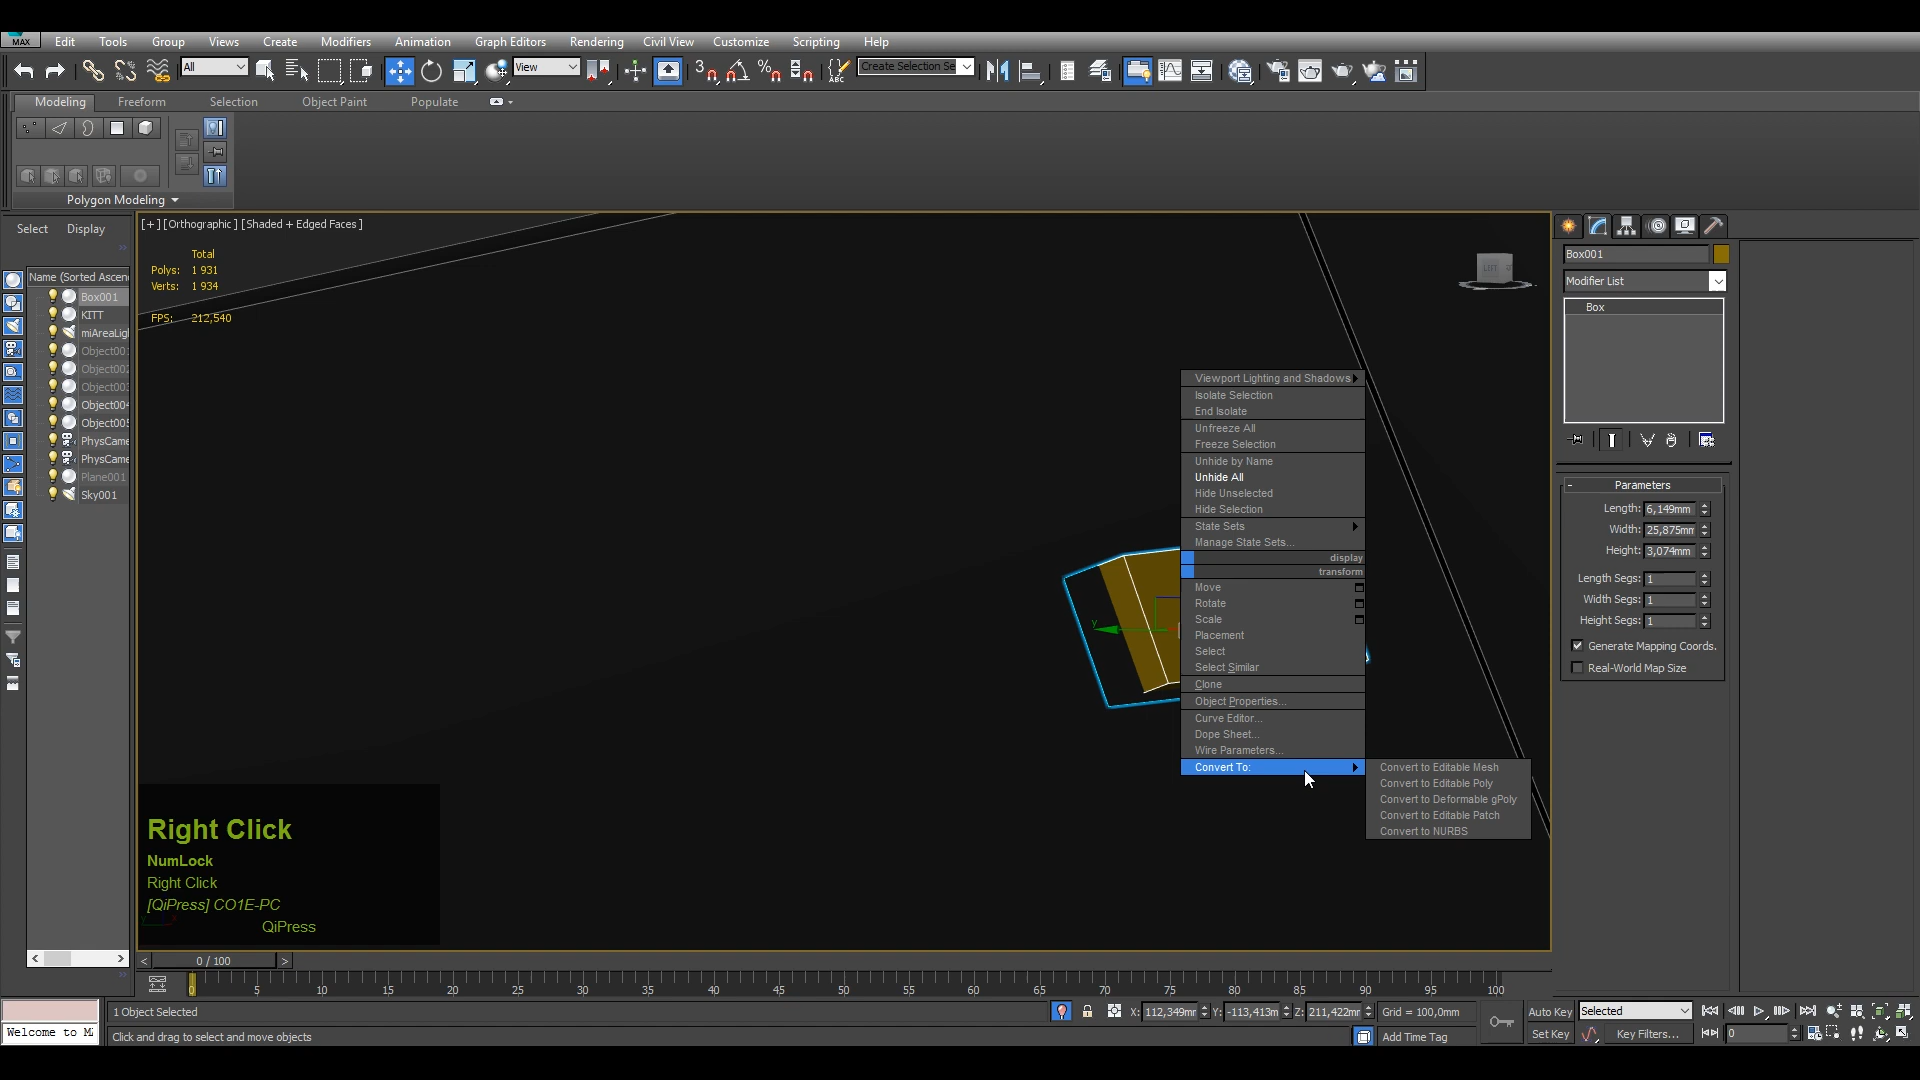 MAX Edit Tools Group Views Create Modifiers Animation Graph Editors Rendering Civil View Customize Scripting Help
All View ABC Create Selection Se
Modeling Freeform Selection Object Paint Populate
Polygon Modeling
Select Display
[+] [Orthographic] [Shaded + Edged Faces]
Total
Polys: 1 931
Verts: 1 934
FPS: 212,540
Name (Sorted Ascen
Box001
KITT
miAreaLigh
Object001
Object002
Object003
Object004
Object005
PhysCame
PhysCame
Plane001
Sky001
LEFT
y
Viewport Lighting and Shadows
Isolate Selection
End Isolate
Unfreeze All
Freeze Selection
Unhide by Name
Unhide All
Hide Unselected
Hide Selection
State Sets
Manage State Sets...
display
transform
Move
Rotate
Scale
Placement
Select
Select Similar
Clone
Object Properties...
Curve Editor...
Dope Sheet...
Wire Parameters...
Convert To:
Convert to Editable Mesh
Convert to Editable Poly
Convert to Deformable gPoly
Convert to Editable Patch
Convert to NURBS
Box001
Modifier List
Box
- Parameters
Length: 6,149mm
Width: 25,875mm
Height: 3,074mm
Length Segs: 1
Width Segs: 1
Height Segs: 1
Generate Mapping Coords.
Real-World Map Size
Right Click
NumLock
Right Click
[QiPress] CO1E-PC
QiPress
< 0 / 100 >
0 5 10 15 20 25 30 35 40 45 50 55 60 65 70 75 80 85 90 95 100
1 Object Selected X: 112,349mm Y: -113,413m Z: 211,422mm Grid = 100,0mm Auto Key Selected
Welcome to M Click and drag to select and move objects Add Time Tag Set Key Key Filters... 0